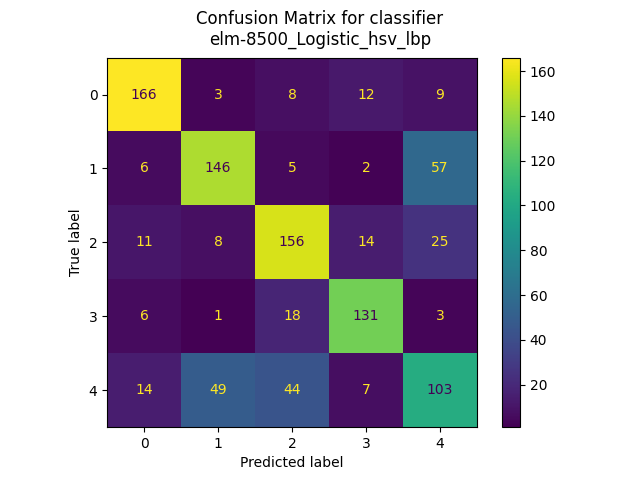 Confusion Matrix for classifier
elm-8500_Logistic_hsv_lbp
0 166 3 8 12 9
1 6 146 5 2 57
2 11 8 156 14 25
3 6 1 18 131 3
4 14 49 44 7 103
0 1 2 3 4
Predicted label
True label
160
140
120
100
80
60
40
20